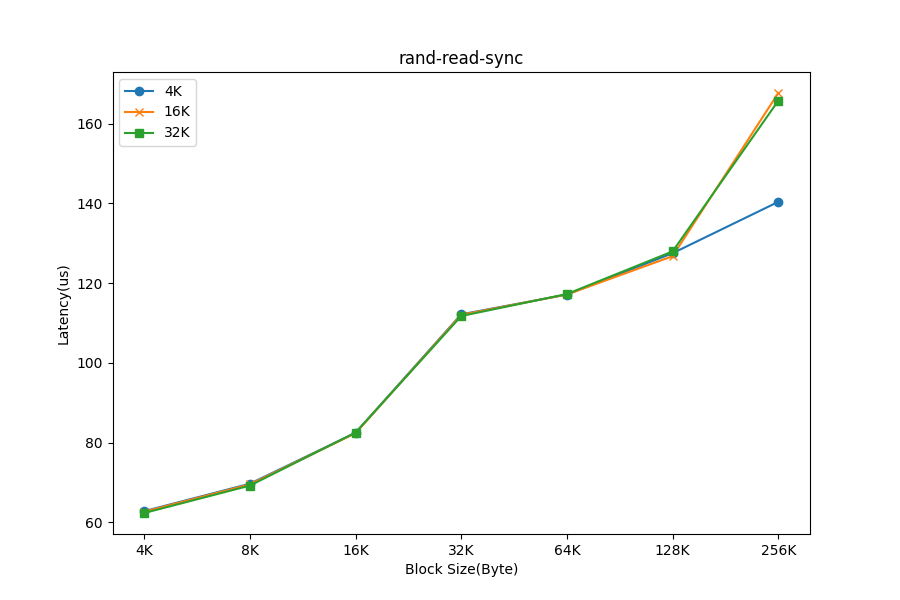 rand-read-sync
4K
16K
32K
Latency(us)
160
140
120
100
80
60
4K 8K 16K 32K 64K 128K 256K
Block Size(Byte)